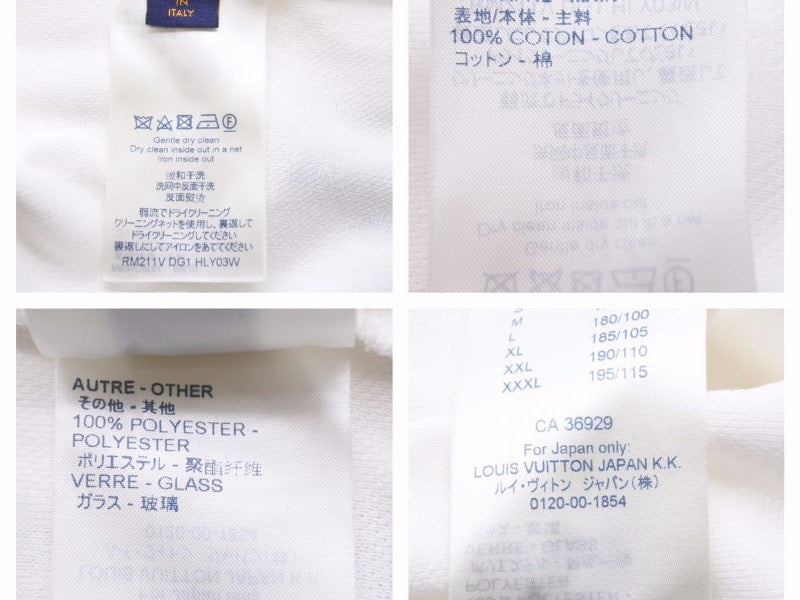 IN
ITALY
Gentle dry clean
Dry clean inside out in a net
Iron inside out
缓和干洗
洗网中反面干洗
反面熨烫
弱流でドライクリーニング
クリーニングネットを使用し、裏返して
ドライクリーニングしてください
裏返しにしてアイロンをあててください
RM211V DG1 HLY03W
表地/本体 - 主料
100% COTON - COTTON
コットン - 棉
AUTRE - OTHER
その他 - 其他
100% POLYESTER -
POLYESTER
ポリエステル - 聚酯纤维
VERRE - GLASS
ガラス - 玻璃
S
M 180/100
L 185/105
XL 190/110
XXL 195/115
XXXL
CA 36929
For Japan only:
LOUIS VUITTON JAPAN K.K.
ルイ・ヴィトン ジャパン(株)
0120-00-1854